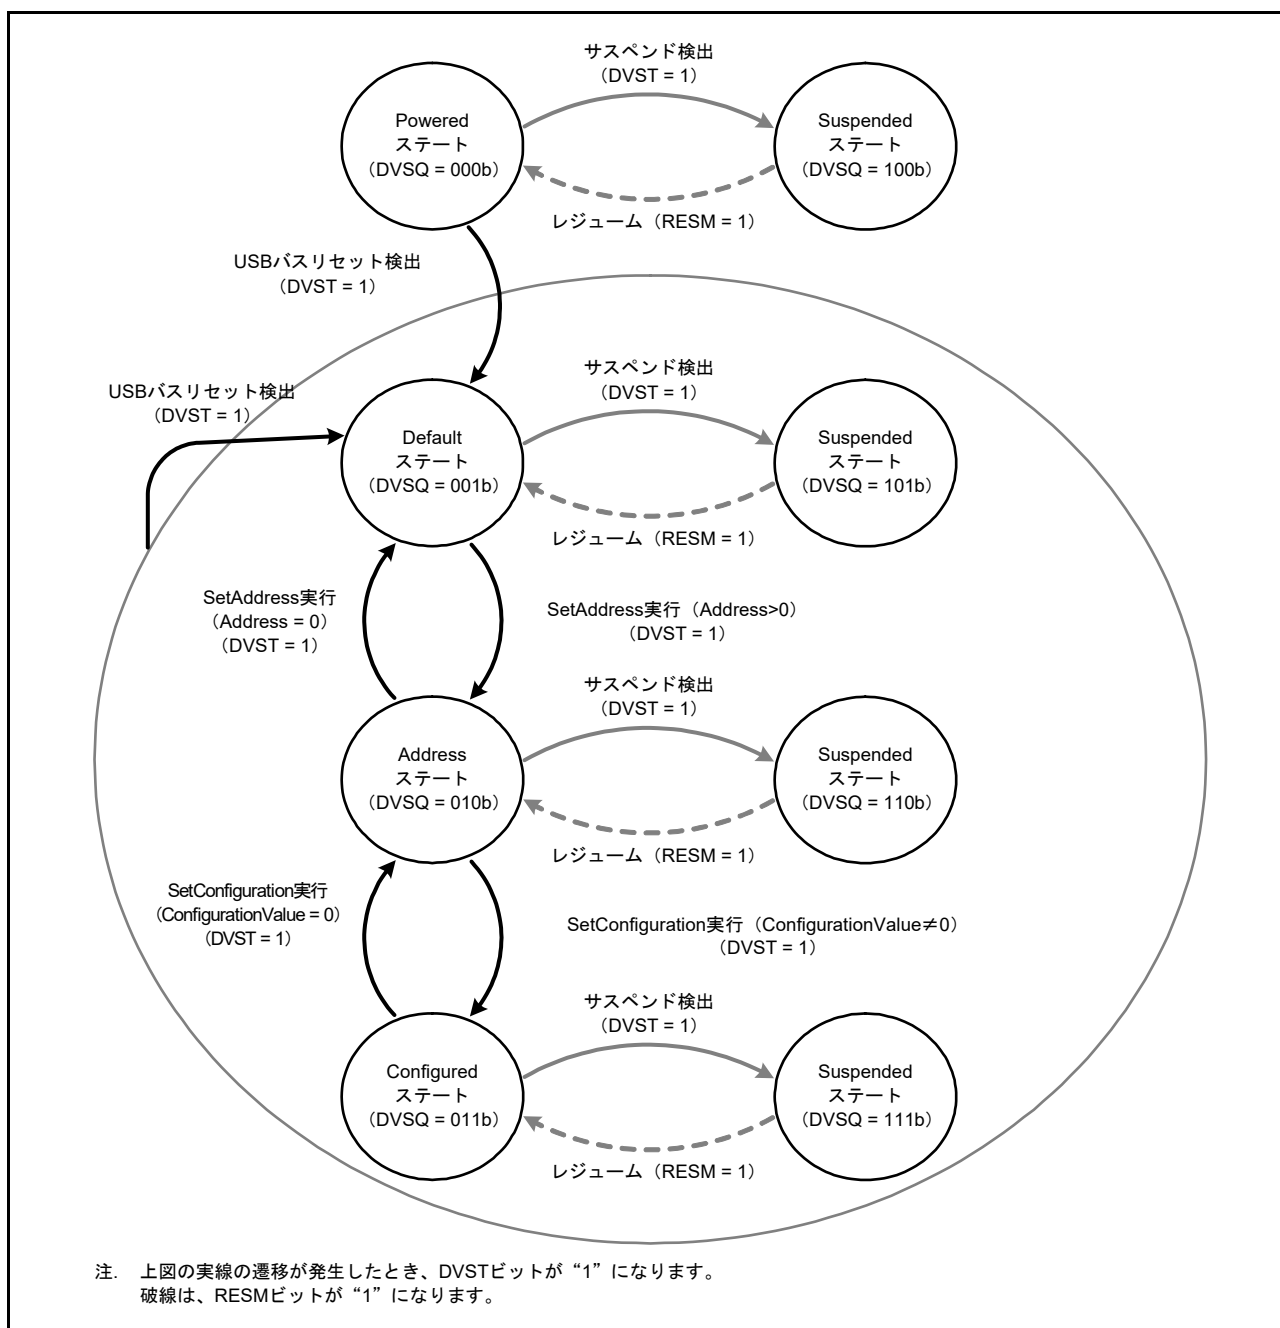 サスペンド検出
（DVST = 1）
Powered
ステート
（DVSQ = 000b）
Suspended
ステート
（DVSQ = 100b）
レジューム（RESM = 1）
USBバスリセット検出
（DVST = 1）
サスペンド検出
（DVST = 1）
USBバスリセット検出
（DVST = 1）
Default
ステート
（DVSQ = 001b）
Suspended
ステート
（DVSQ = 101b）
レジューム（RESM = 1）
SetAddress実行
（Address = 0）
（DVST = 1）
SetAddress実行（Address>0）
（DVST = 1）
サスペンド検出
（DVST = 1）
Address
ステート
（DVSQ = 010b）
Suspended
ステート
（DVSQ = 110b）
レジューム（RESM = 1）
SetConfiguration実行
（ConfigurationValue = 0）
（DVST = 1）
SetConfiguration実行（ConfigurationValue≠0）
（DVST = 1）
サスペンド検出
（DVST = 1）
Configured
ステート
（DVSQ = 011b）
Suspended
ステート
（DVSQ = 111b）
レジューム（RESM = 1）
注. 上図の実線の遷移が発生したとき、DVSTビットが“1”になります。
破線は、RESMビットが“1”になります。